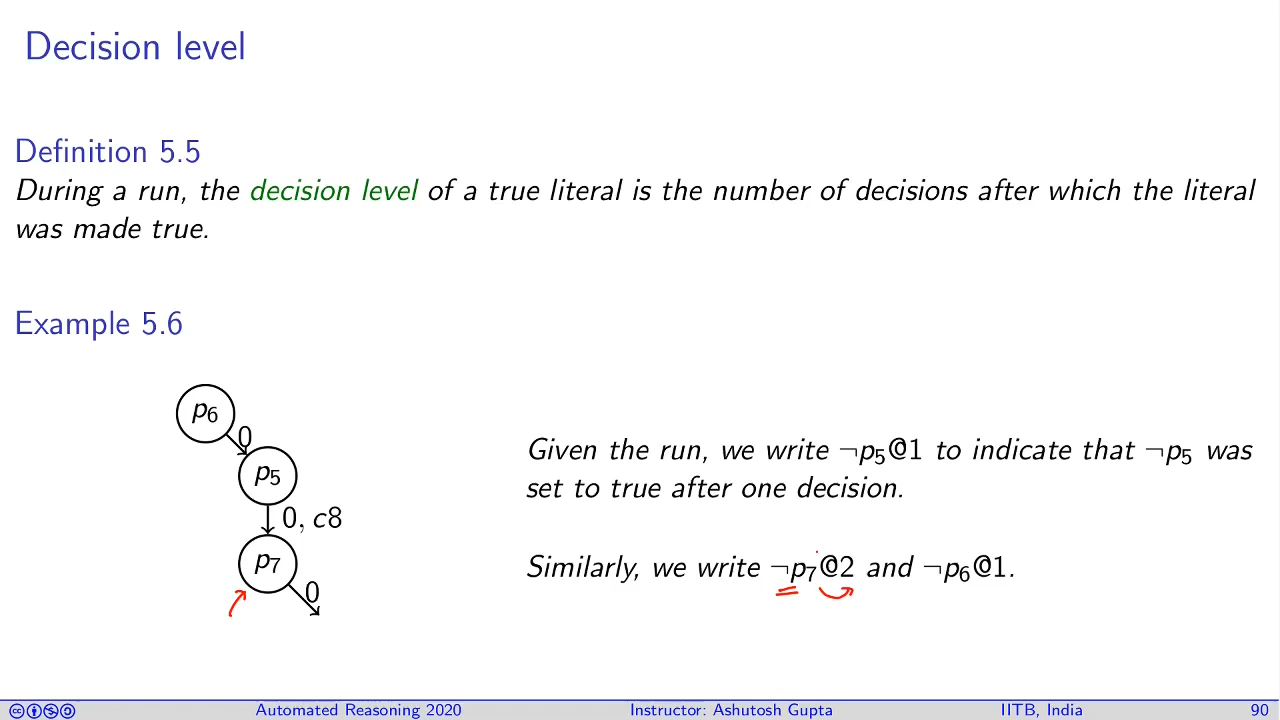 Decision level
Definition 5.5
During a run, the decision level of a true literal is the number of decisions after which the literal
was made true.
Example 5.6
p₆
0
p₅
0, c8
p₇
0
Given the run, we write ¬p₅@1 to indicate that ¬p₅ was
set to true after one decision.
Similarly, we write ¬p₇@2 and ¬p₆@1.
Automated Reasoning 2020 Instructor: Ashutosh Gupta IITB, India 90